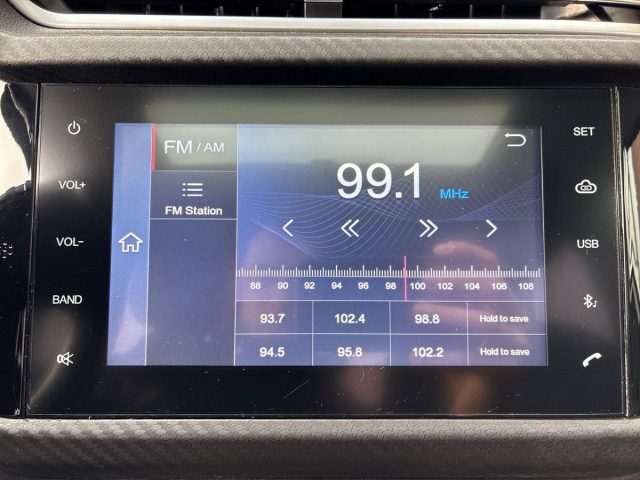 SET
VOL+
VOL-
BAND
USB
FM / AM
FM Station
99.1 MHz
88 90 92 94 96 98 100 102 104 106 108
93.7 102.4 98.8 Hold to save
94.5 95.8 102.2 Hold to save